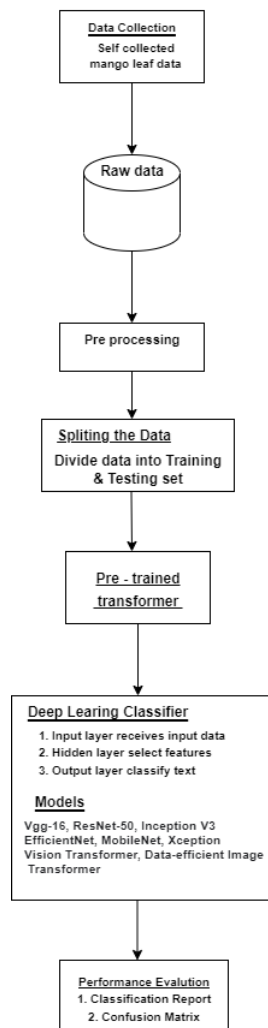 Data Collection
Self collected
mango leaf data
Raw data
Pre processing
Spliting the Data
Divide data into Training
& Testing set
Pre - trained
transformer
Deep Learing Classifier
1. Input layer receives input data
2. Hidden layer select features
3. Output layer classify text
Models
Vgg-16, ResNet-50, Inception V3
EfficientNet, MobileNet, Xception
Vision Transformer, Data-efficient Image
Transformer
Performance Evalution
1. Classification Report
2. Confusion Matrix